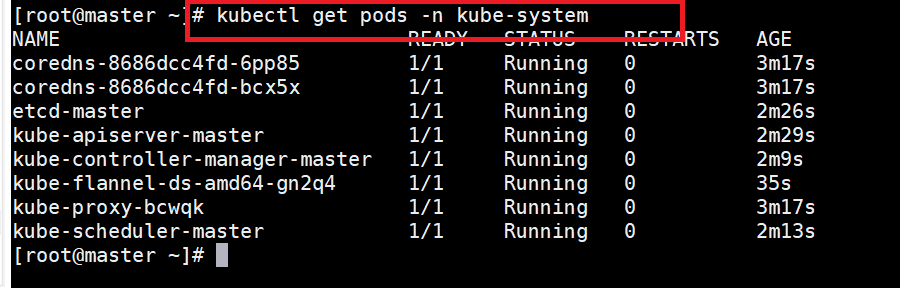 [root@master ~]# kubectl get pods -n kube-system
NAME READY STATUS RESTARTS AGE
coredns-8686dcc4fd-6pp85 1/1 Running 0 3m17s
coredns-8686dcc4fd-bcx5x 1/1 Running 0 3m17s
etcd-master 1/1 Running 0 2m26s
kube-apiserver-master 1/1 Running 0 2m29s
kube-controller-manager-master 1/1 Running 0 2m9s
kube-flannel-ds-amd64-gn2q4 1/1 Running 0 35s
kube-proxy-bcwqk 1/1 Running 0 3m17s
kube-scheduler-master 1/1 Running 0 2m13s
[root@master ~]#